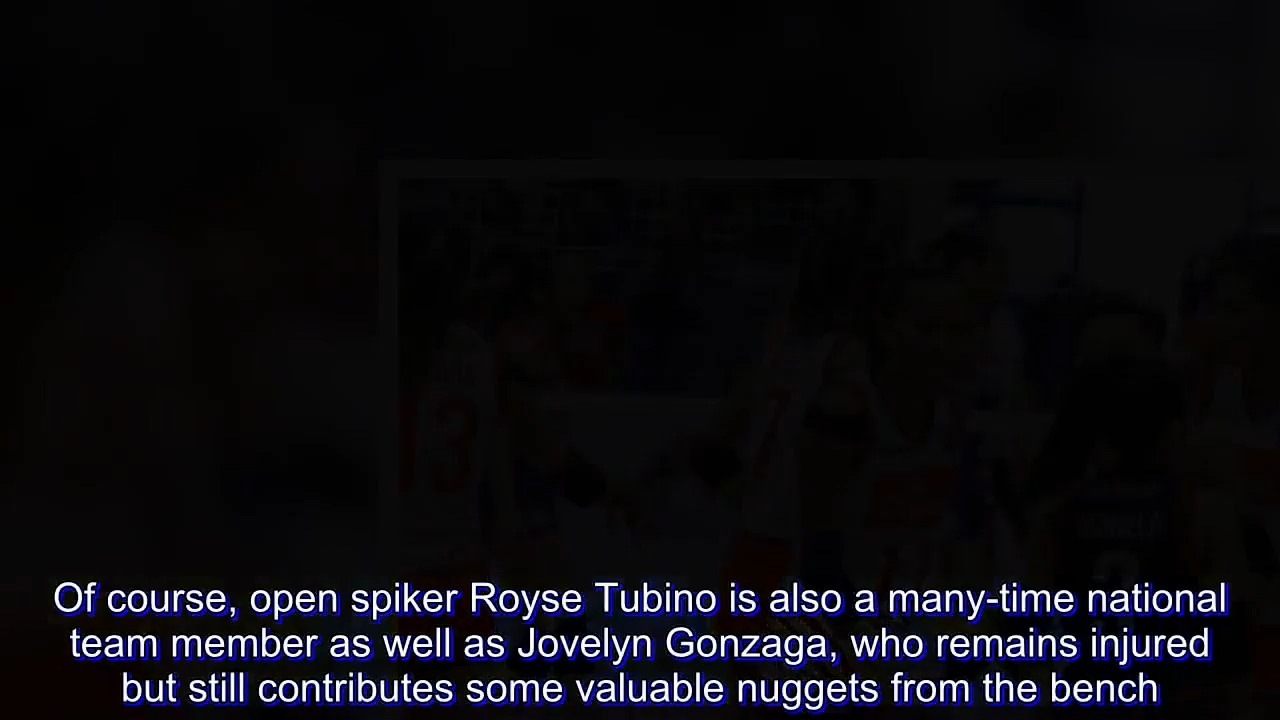 13
Of course, open spiker Royse Tubino is also a many-time national
team member as well as Jovelyn Gonzaga, who remains injured
but still contributes some valuable nuggets from the bench